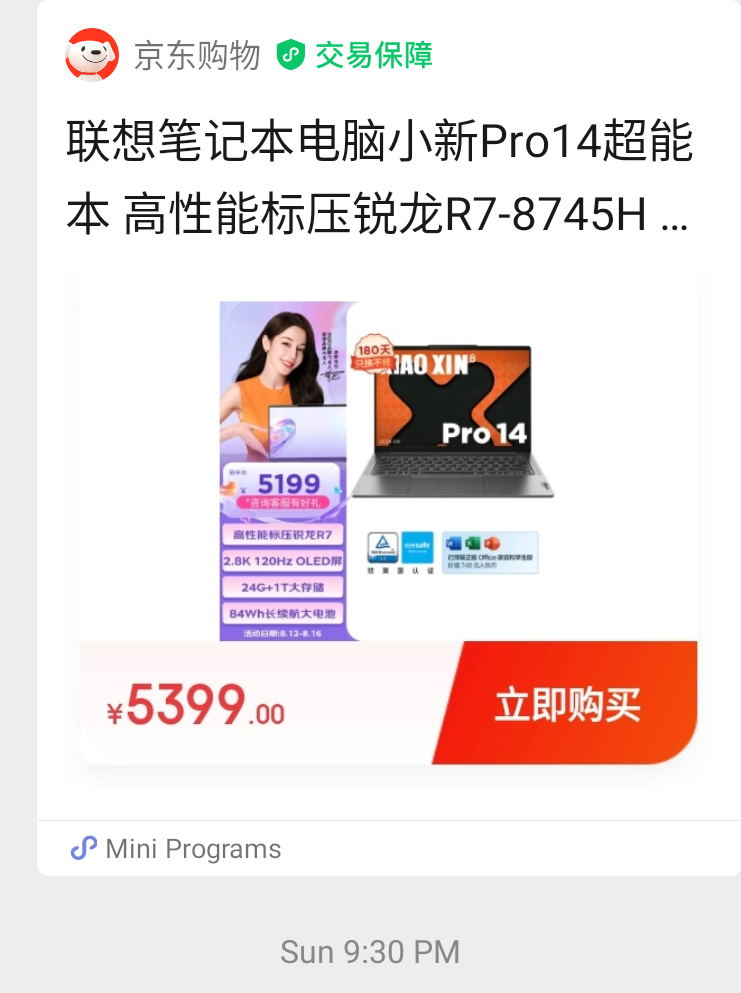 京东购物 交易保障
联想笔记本电脑小新Pro14超能
本 高性能标压锐龙R7-8745H ...
180天
只换不修
XIAO XIN
Pro 14
到手价:
¥ 5199
*咨询客服有好礼
高性能标压锐龙R7
2.8K 120Hz OLED屏
24G+1T大存储
84Wh长续航大电池
活动日期:8.12-8.16
eyesafe
双莱茵认证
已预装正版 Office 家庭和学生版
价值748元人民币
¥5399.00
立即购买
Mini Programs
Sun 9:30 PM